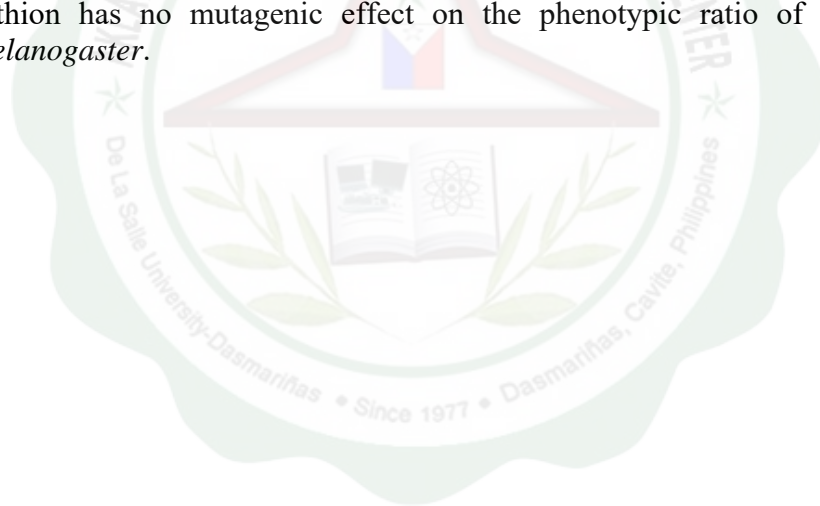 thion has no mutagenic effect on the phenotypic ratio of
elanogaster.
De La Salle University-Dasmariñas • Since 1977 • Dasmariñas, Cavite, Philippines